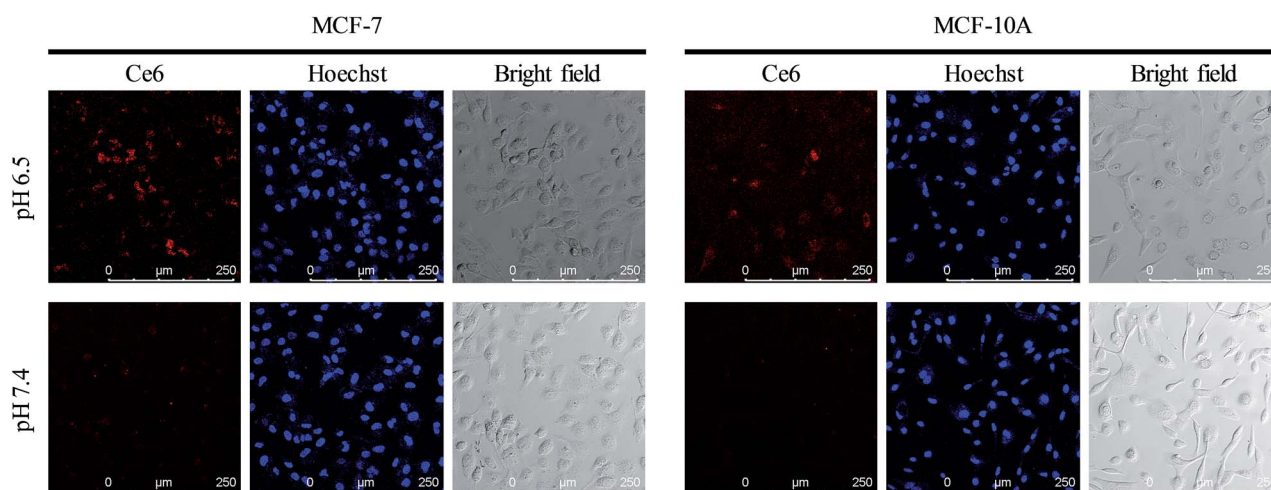 MCF-7 MCF-10A
Ce6 Hoechst Bright field Ce6 Hoechst Bright field
pH 6.5
0 µm 250 0 µm 250 0 µm 250 0 µm 250 0 µm 250 0 µm 250
pH 7.4
0 µm 250 0 µm 250 0 µm 250 0 µm 250 0 µm 250 0 µm 250